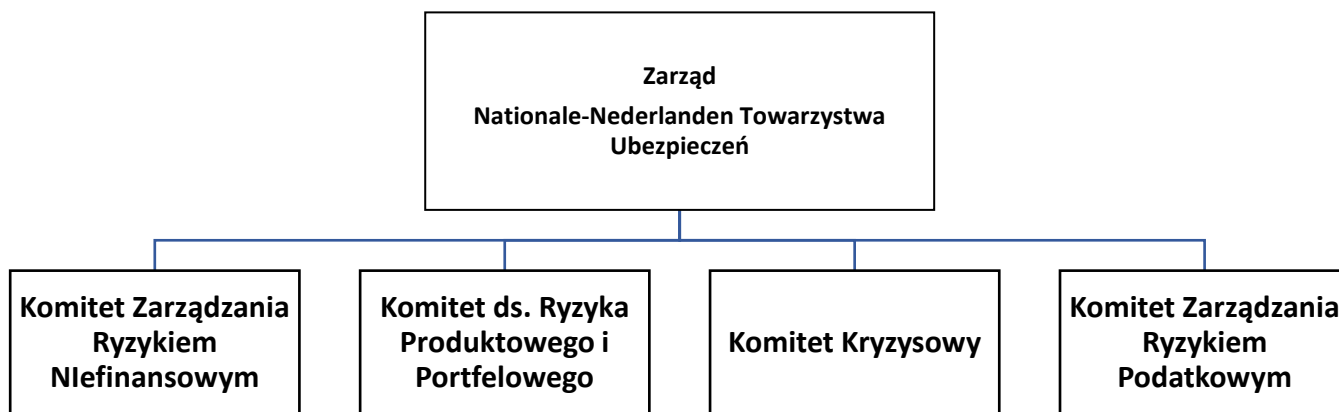 Zarząd
Nationale-Nederlanden Towarzystwa
Ubezpieczeń
Komitet Zarządzania
Ryzykiem
NIefinansowym
Komitet ds. Ryzyka
Produktowego i
Portfelowego
Komitet Kryzysowy
Komitet Zarządzania
Ryzykiem
Podatkowym